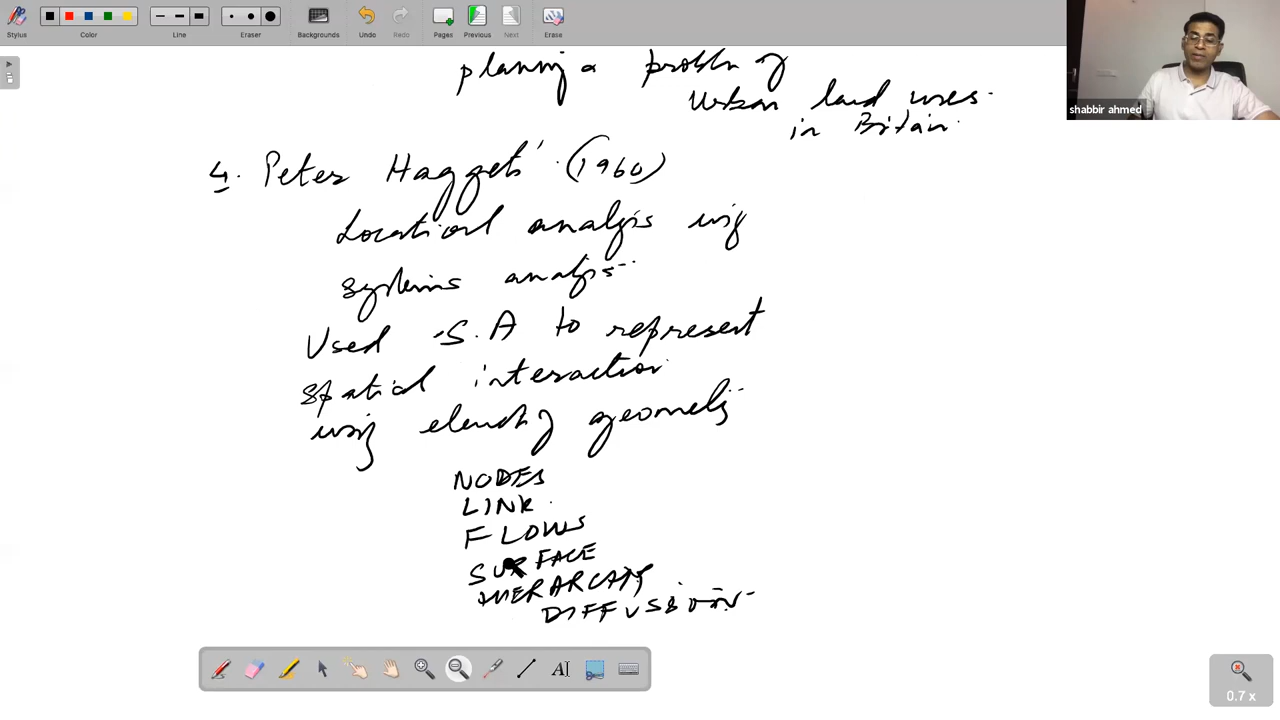 Stylus
Color
Line
Eraser
Backgrounds
Undo
Redo
Pages
Previous
Next
Erase
shabbir ahmed
planning a problem of
Urban land uses
in Britain.
4. Peter Haggets' (1960)
Locational analysis using
systems analysis
Used S.A to represent
spatial interaction
using geometry
NODES
LINK
FLOWS
SURFACE
HIERARCHY
DIFFUSION
0.7 x